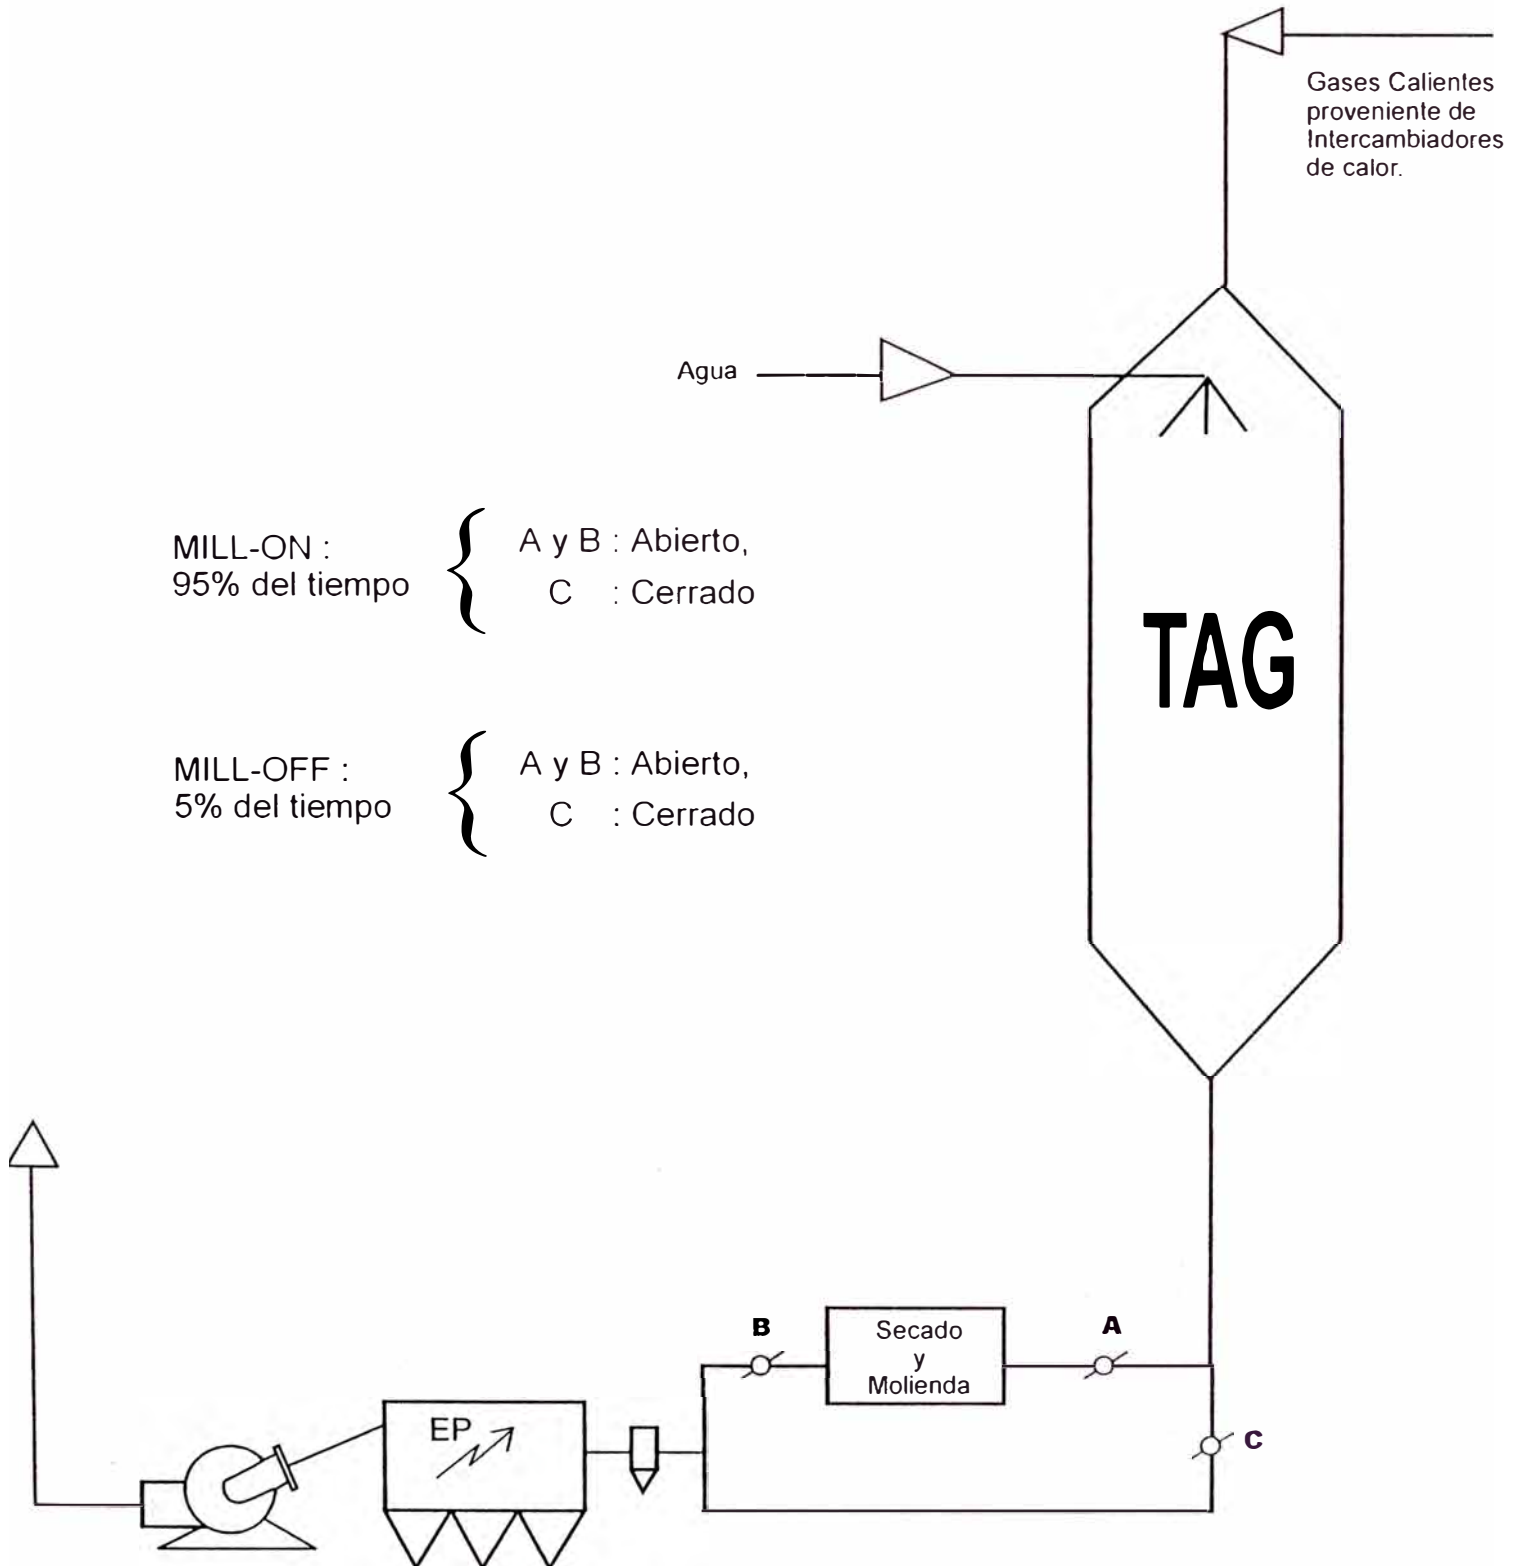 Gases Calientes
proveniente de
Intercambiadores
de calor.
Agua
MILL-ON :
95% del tiempo
A y B : Abierto,
C : Cerrado
TAG
MILL-OFF :
5% del tiempo
A y B : Abierto,
C : Cerrado
B
Secado
y
Molienda
A
C
EP